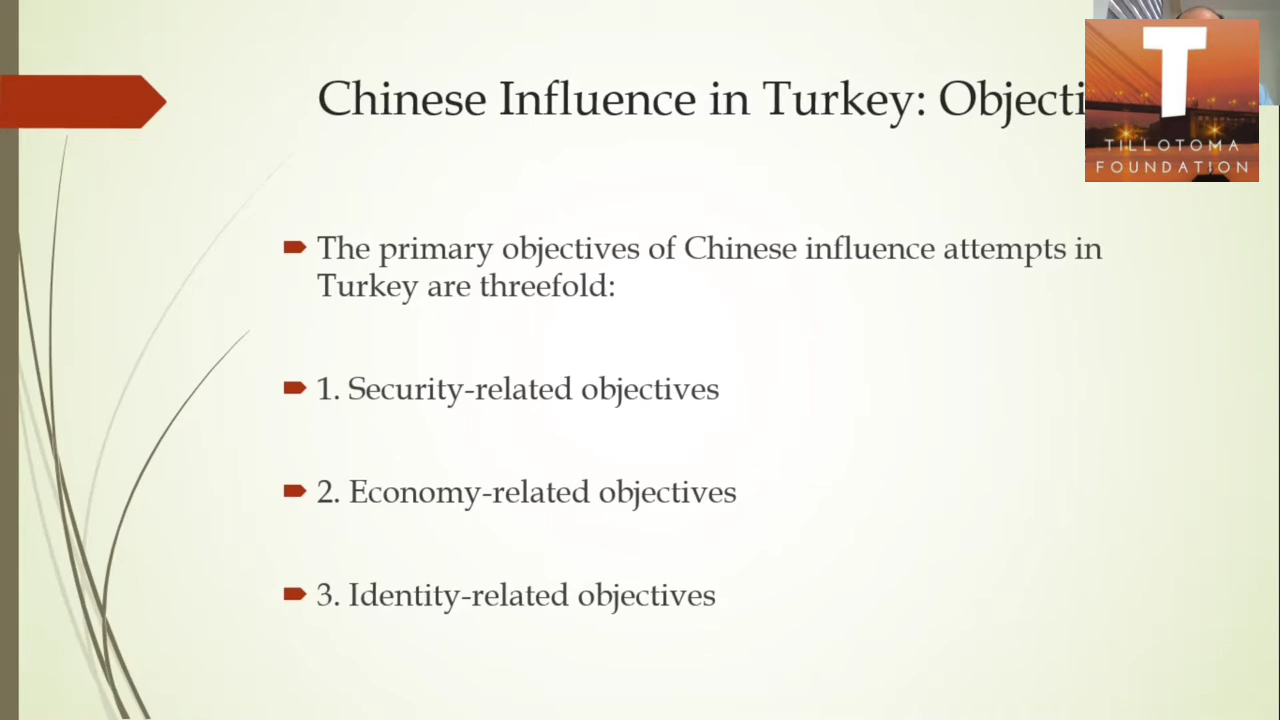 Chinese Influence in Turkey: Objecti
T
TILLOTOMA
FOUNDATION
The primary objectives of Chinese influence attempts in
Turkey are threefold:
1. Security-related objectives
2. Economy-related objectives
3. Identity-related objectives